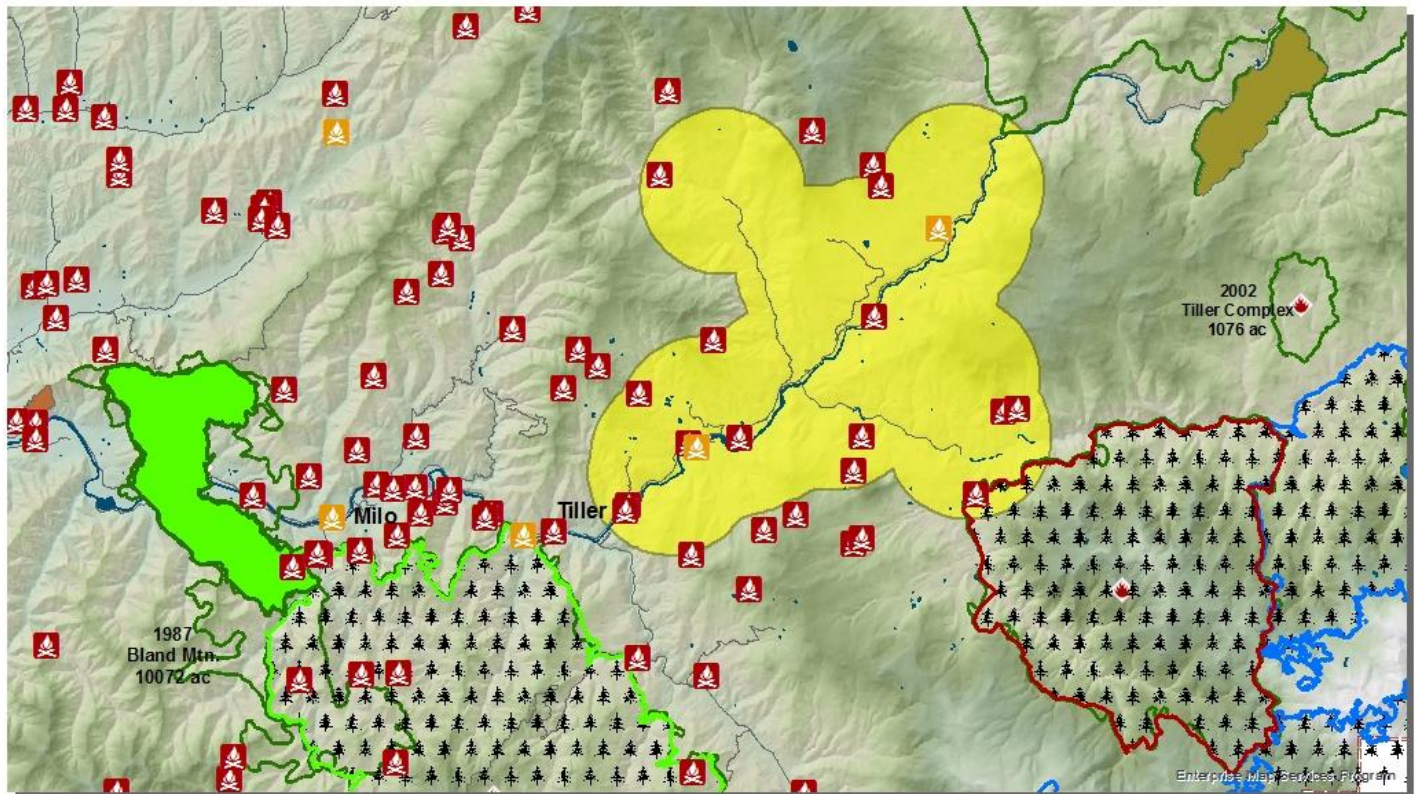 2002
Tiller Complex
1076 ac
Milo
Tiller
1987
Bland Mtn.
10072 ac
Enterprise Map Services Program